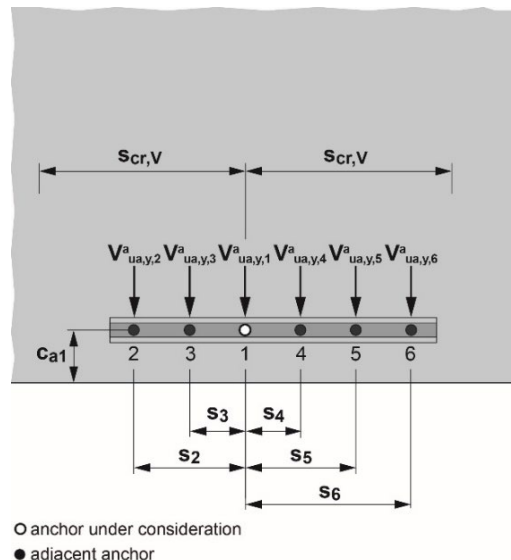 scr,V scr,V
Vᵃua,y,2 Vᵃua,y,3 Vᵃua,y,1 Vᵃua,y,4 Vᵃua,y,5 Vᵃua,y,6
ca1
2 3 1 4 5 6
s3 s4
s2 s5
s6
anchor under consideration
adjacent anchor